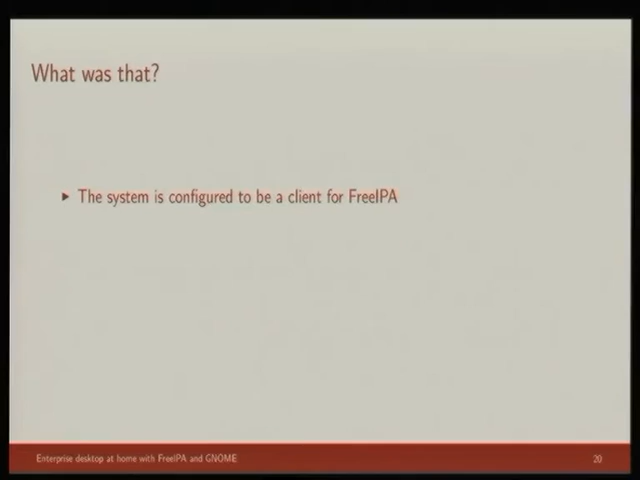 What was that?
▶ The system is configured to be a client for FreeIPA
Enterprise desktop at home with FreeIPA and GNOME
20